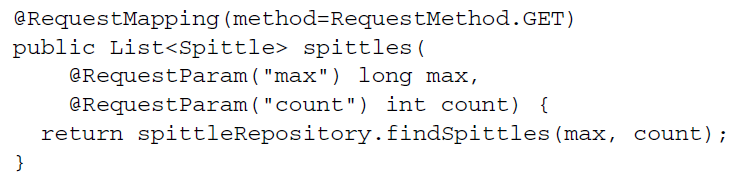 @RequestMapping(method=RequestMethod.GET)
public List<Spittle> spittles(
    @RequestParam("max") long max,
    @RequestParam("count") int count) {
  return spittleRepository.findSpittles(max, count);
}